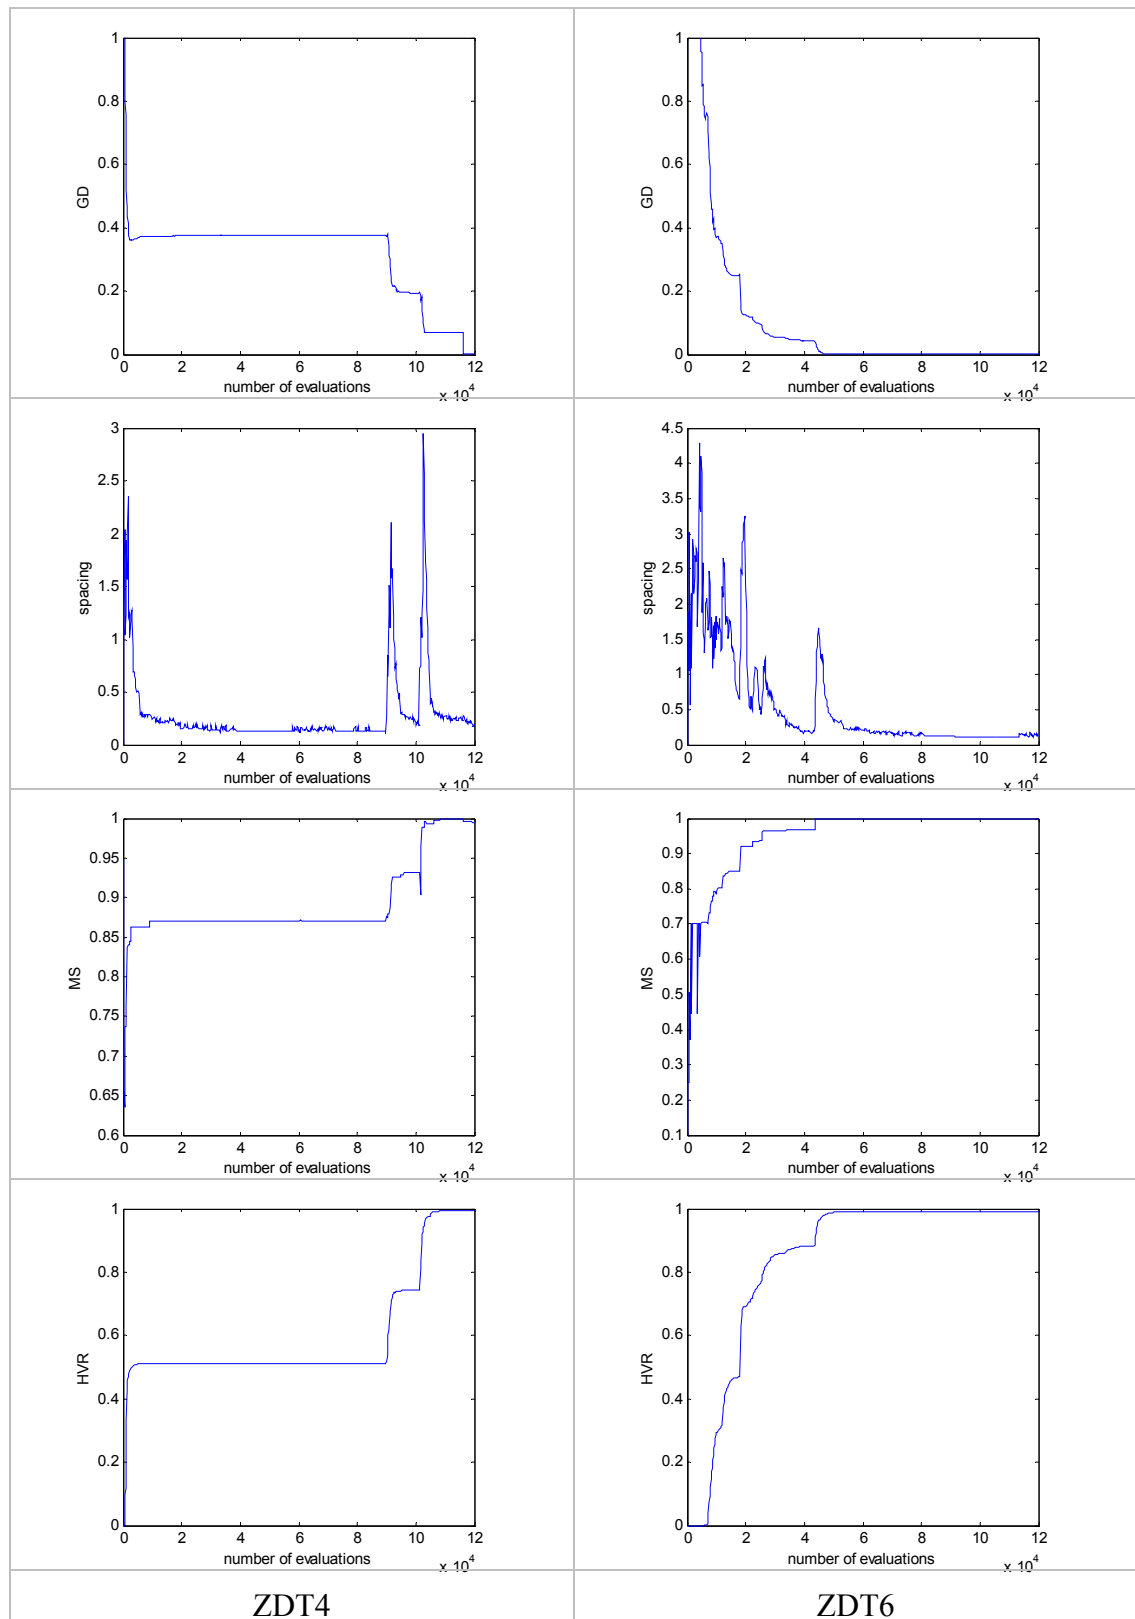 1
0.8
0.6
0.4
0.2
0
GD
0 2 4 6 8 10 12
number of evaluations
x 10^4
1
0.8
0.6
0.4
0.2
0
GD
0 2 4 6 8 10 12
number of evaluations
x 10^4
3
2.5
2
1.5
1
0.5
0
spacing
0 2 4 6 8 10 12
number of evaluations
x 10^4
4.5
4
3.5
3
2.5
2
1.5
1
0.5
0
spacing
0 2 4 6 8 10 12
number of evaluations
x 10^4
1
0.95
0.9
0.85
0.8
0.75
0.7
0.65
0.6
MS
0 2 4 6 8 10 12
number of evaluations
x 10^4
1
0.9
0.8
0.7
0.6
0.5
0.4
0.3
0.2
0.1
MS
0 2 4 6 8 10 12
number of evaluations
x 10^4
1
0.8
0.6
0.4
0.2
0
HVR
0 2 4 6 8 10 12
number of evaluations
x 10^4
1
0.8
0.6
0.4
0.2
0
HVR
0 2 4 6 8 10 12
number of evaluations
x 10^4
ZDT4
ZDT6